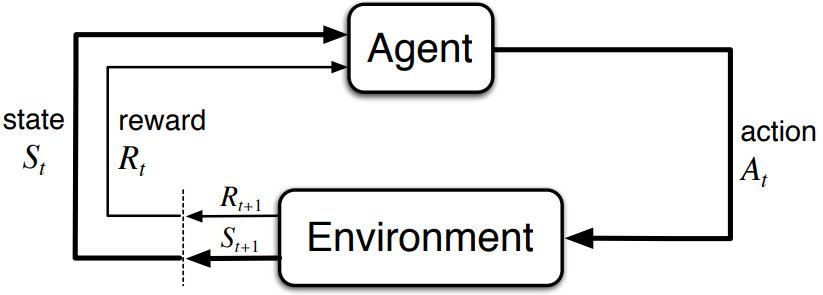 Agent
state
S_t
reward
R_t
action
A_t
R_{t+1}
S_{t+1}
Environment